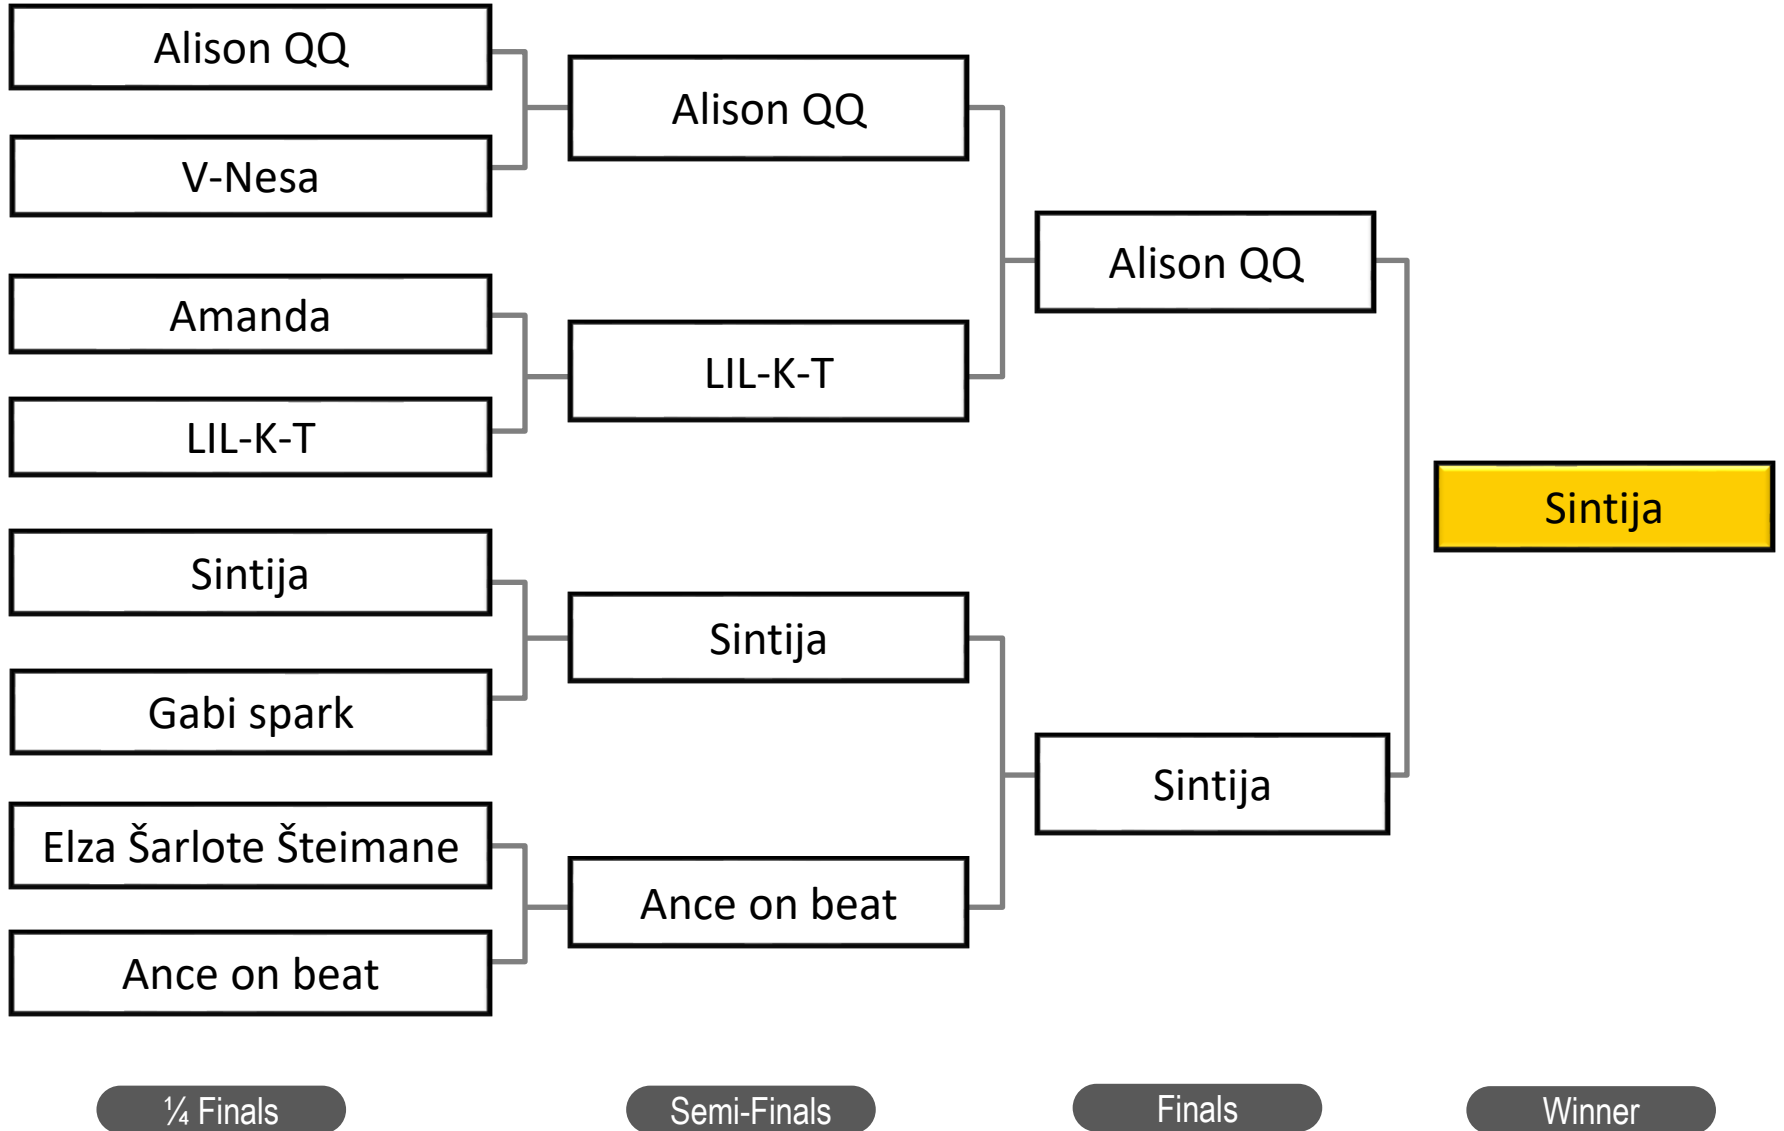 Alison QQ
V-Nesa
Amanda
LIL-K-T
Sintija
Gabi spark
Elza Šarlote Šteimane
Ance on beat
Alison QQ
LIL-K-T
Sintija
Ance on beat
Alison QQ
Sintija
Sintija
¼ Finals
Semi-Finals
Finals
Winner